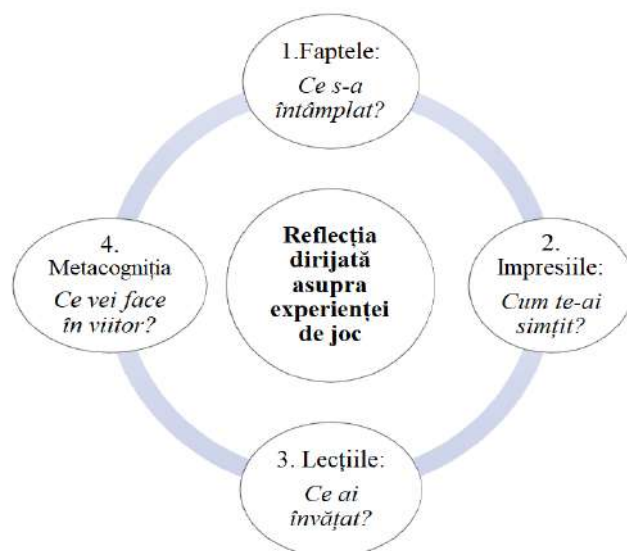 1.Faptele:
Ce s-a
întâmplat?
2.
Impresiile:
Cum te-ai
simțit?
3. Lecțiile:
Ce ai
învățat?
4.
Metacogniția
Ce vei face
în viitor?
Reflecția
dirijată
asupra
experienței
de joc